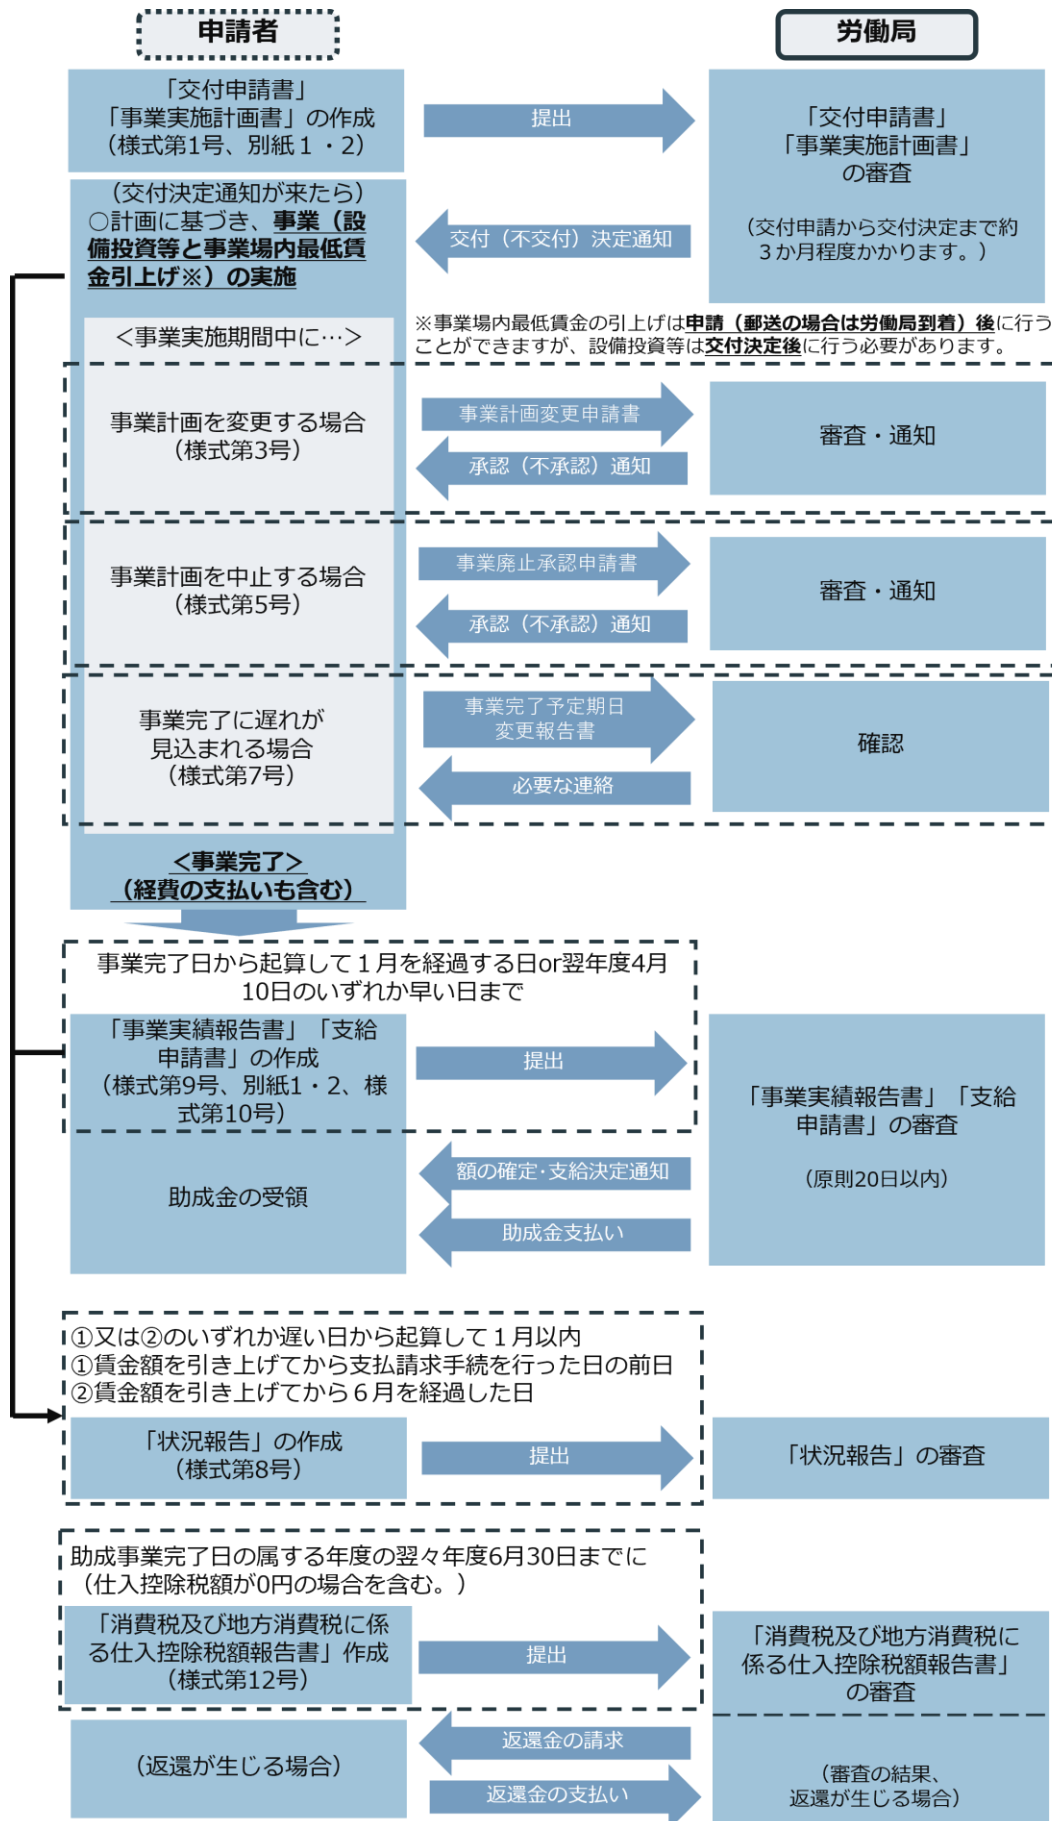 申請者
労働局
「交付申請書」
「事業実施計画書」の作成
（様式第1号、別紙１・2）
提出
「交付申請書」
「事業実施計画書」
の審査
（交付申請から交付決定まで約
３か月程度かかります。）
（交付決定通知が来たら）
○計画に基づき、事業（設
備投資等と事業場内最低賃
金引上げ※）の実施
交付（不交付）決定通知
※事業場内最低賃金の引上げは申請（郵送の場合は労働局到着）後に行う
ことができますが、設備投資等は交付決定後に行う必要があります。
＜事業実施期間中に…＞
事業計画を変更する場合
（様式第3号）
事業計画変更申請書
承認（不承認）通知
審査・通知
事業計画を中止する場合
（様式第5号）
事業廃止承認申請書
承認（不承認）通知
審査・通知
事業完了に遅れが
見込まれる場合
（様式第7号）
事業完了予定期日
変更報告書
必要な連絡
確認
＜事業完了＞
（経費の支払いも含む）
事業完了日から起算して１月を経過する日or翌年度4月
10日のいずれか早い日まで
「事業実績報告書」「支給
申請書」の作成
（様式第9号、別紙1・2、様
式第10号）
提出
「事業実績報告書」「支給
申請書」の審査
（原則20日以内）
助成金の受領
額の確定・支給決定通知
助成金支払い
①又は②のいずれか遅い日から起算して１月以内
①賃金額を引き上げてから支払請求手続を行った日の前日
②賃金額を引き上げてから６月を経過した日
「状況報告」の作成
（様式第8号）
提出
「状況報告」の審査
助成事業完了日の属する年度の翌々年度6月30日までに
（仕入控除税額が0円の場合を含む。）
「消費税及び地方消費税に係
る仕入控除税額報告書」作成
（様式第12号）
提出
「消費税及び地方消費税に
係る仕入控除税額報告書」
の審査
（返還が生じる場合）
返還金の請求
返還金の支払い
（審査の結果、
返還が生じる場合）